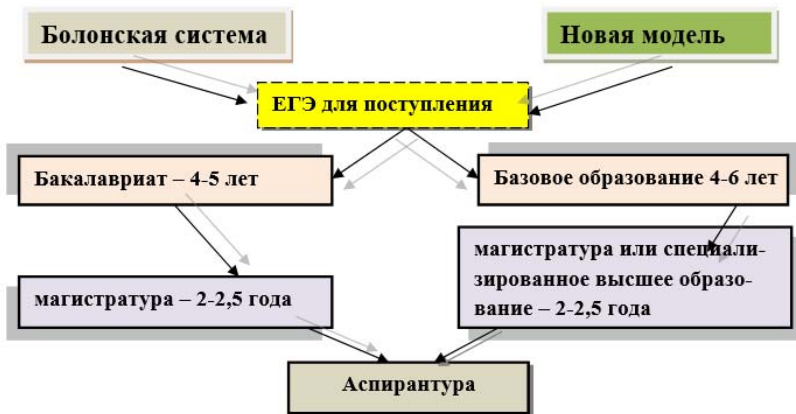 Болонская система
Новая модель
ЕГЭ для поступления
Бакалавриат – 4-5 лет
Базовое образование 4-6 лет
магистратура – 2-2,5 года
магистратура или специали-
зированное высшее образо-
вание – 2-2,5 года
Аспирантура